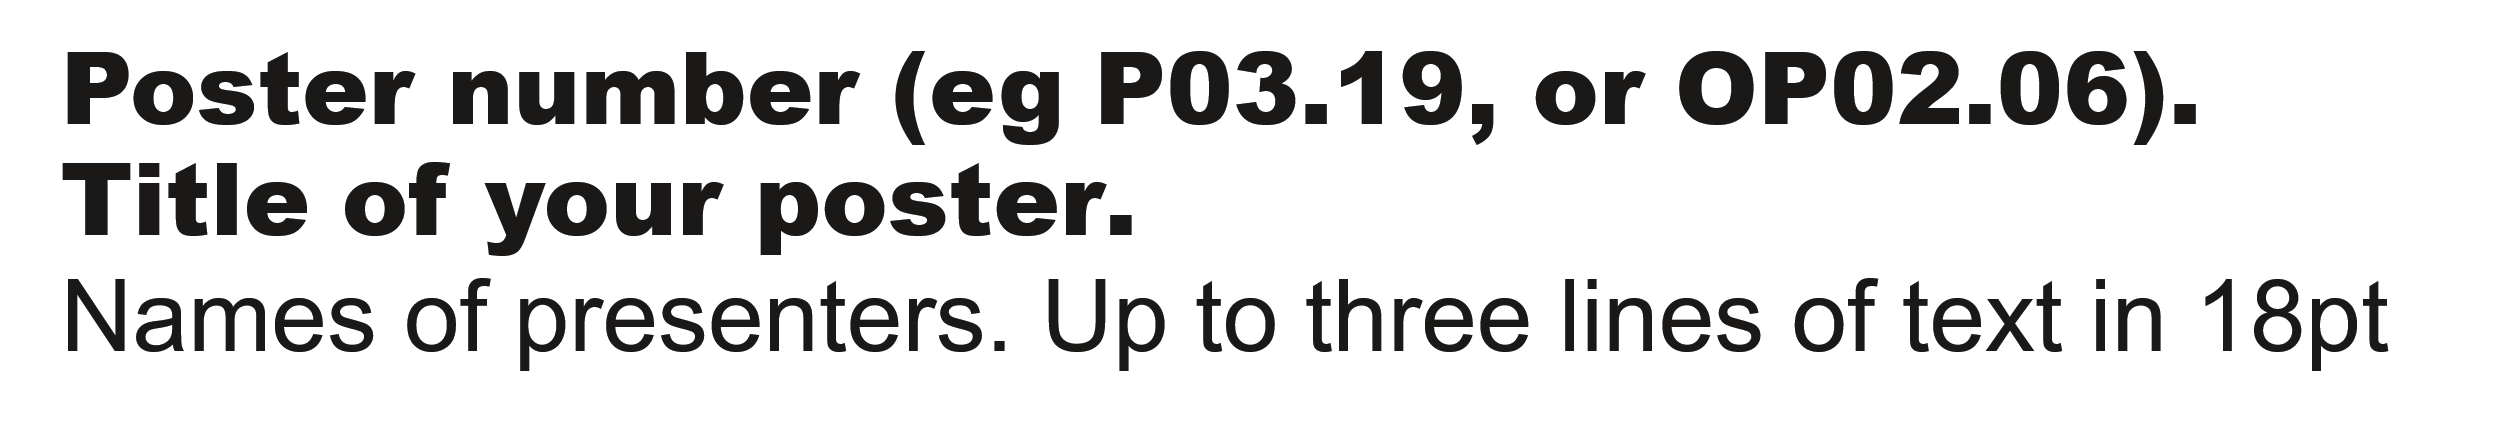 Poster number (eg P03.19, or OP02.06).
Title of your poster.
Names of presenters. Up to three lines of text in 18pt